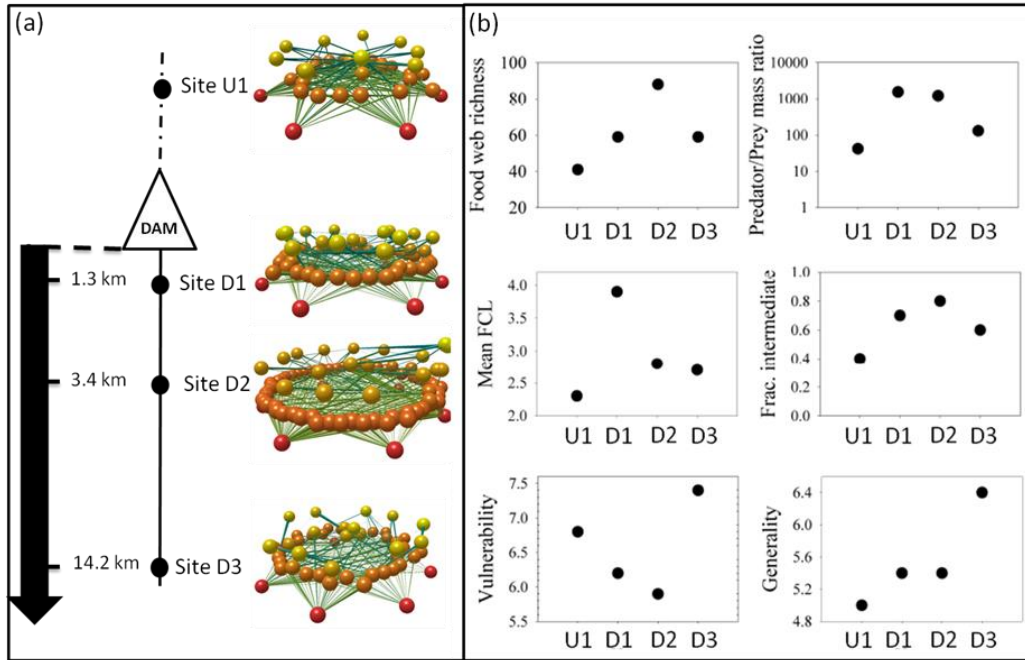 (a)
Site U1
DAM
1.3 km
Site D1
3.4 km
Site D2
14.2 km
Site D3
(b)
Food web richness
100
80
60
40
20
U1 D1 D2 D3
Predator/Prey mass ratio
10000
1000
100
10
1
U1 D1 D2 D3
Mean FCL
4.0
3.5
3.0
2.5
2.0
U1 D1 D2 D3
Frac. intermediate
1.0
0.8
0.6
0.4
0.2
0.0
U1 D1 D2 D3
Vulnerability
7.5
7.0
6.5
6.0
5.5
U1 D1 D2 D3
Generality
6.4
6.0
5.6
5.2
4.8
U1 D1 D2 D3